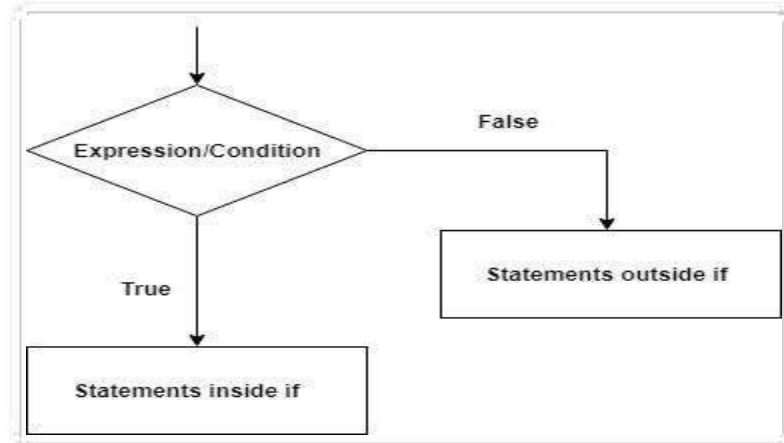 Expression/Condition
False
True
Statements outside if
Statements inside if